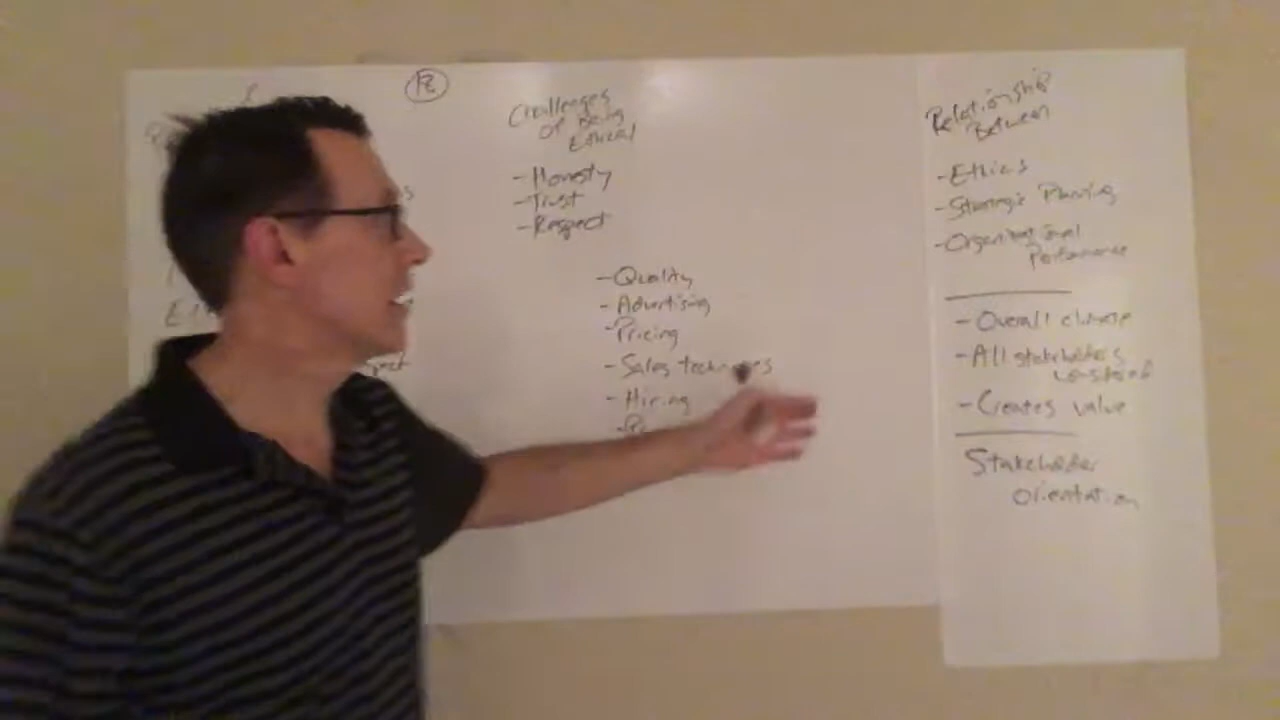 Challenges
of Being
Ethical
- Honesty
- Trust
- Respect
- Quality
- Advertising
- Pricing
- Sales techniques
- Hiring
Relationship
Between
- Ethics
- Strategic Planning
- Organizational
Performance
- Overall climate
- All stakeholders
- Creates value
Stakeholder
orientation